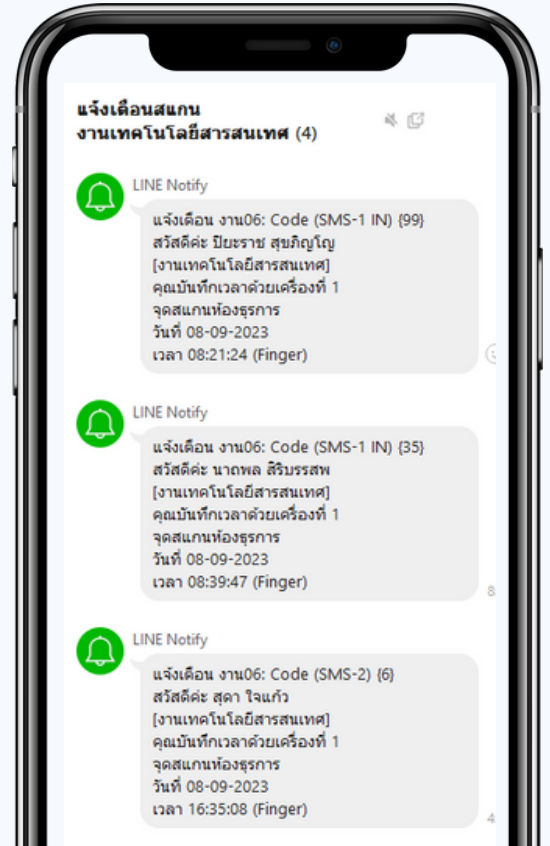 แจ้งเตือนสแกน
งานเทคโนโลยีสารสนเทศ (4)
LINE Notify
แจ้งเตือน งาน06: Code (SMS-1 IN) {99}
สวัสดีค่ะ ปิยะราช สุขภิญโญ
[งานเทคโนโลยีสารสนเทศ]
คุณบันทึกเวลาด้วยเครื่องที่ 1
จุดสแกนห้องธุรการ
วันที่ 08-09-2023
เวลา 08:21:24 (Finger)
LINE Notify
แจ้งเตือน งาน06: Code (SMS-1 IN) {35}
สวัสดีค่ะ นาถพล สิริบรรสพ
[งานเทคโนโลยีสารสนเทศ]
คุณบันทึกเวลาด้วยเครื่องที่ 1
จุดสแกนห้องธุรการ
วันที่ 08-09-2023
เวลา 08:39:47 (Finger)
8
LINE Notify
แจ้งเตือน งาน06: Code (SMS-2) {6}
สวัสดีค่ะ สุดา ใจแก้ว
[งานเทคโนโลยีสารสนเทศ]
คุณบันทึกเวลาด้วยเครื่องที่ 1
จุดสแกนห้องธุรการ
วันที่ 08-09-2023
เวลา 16:35:08 (Finger)
4